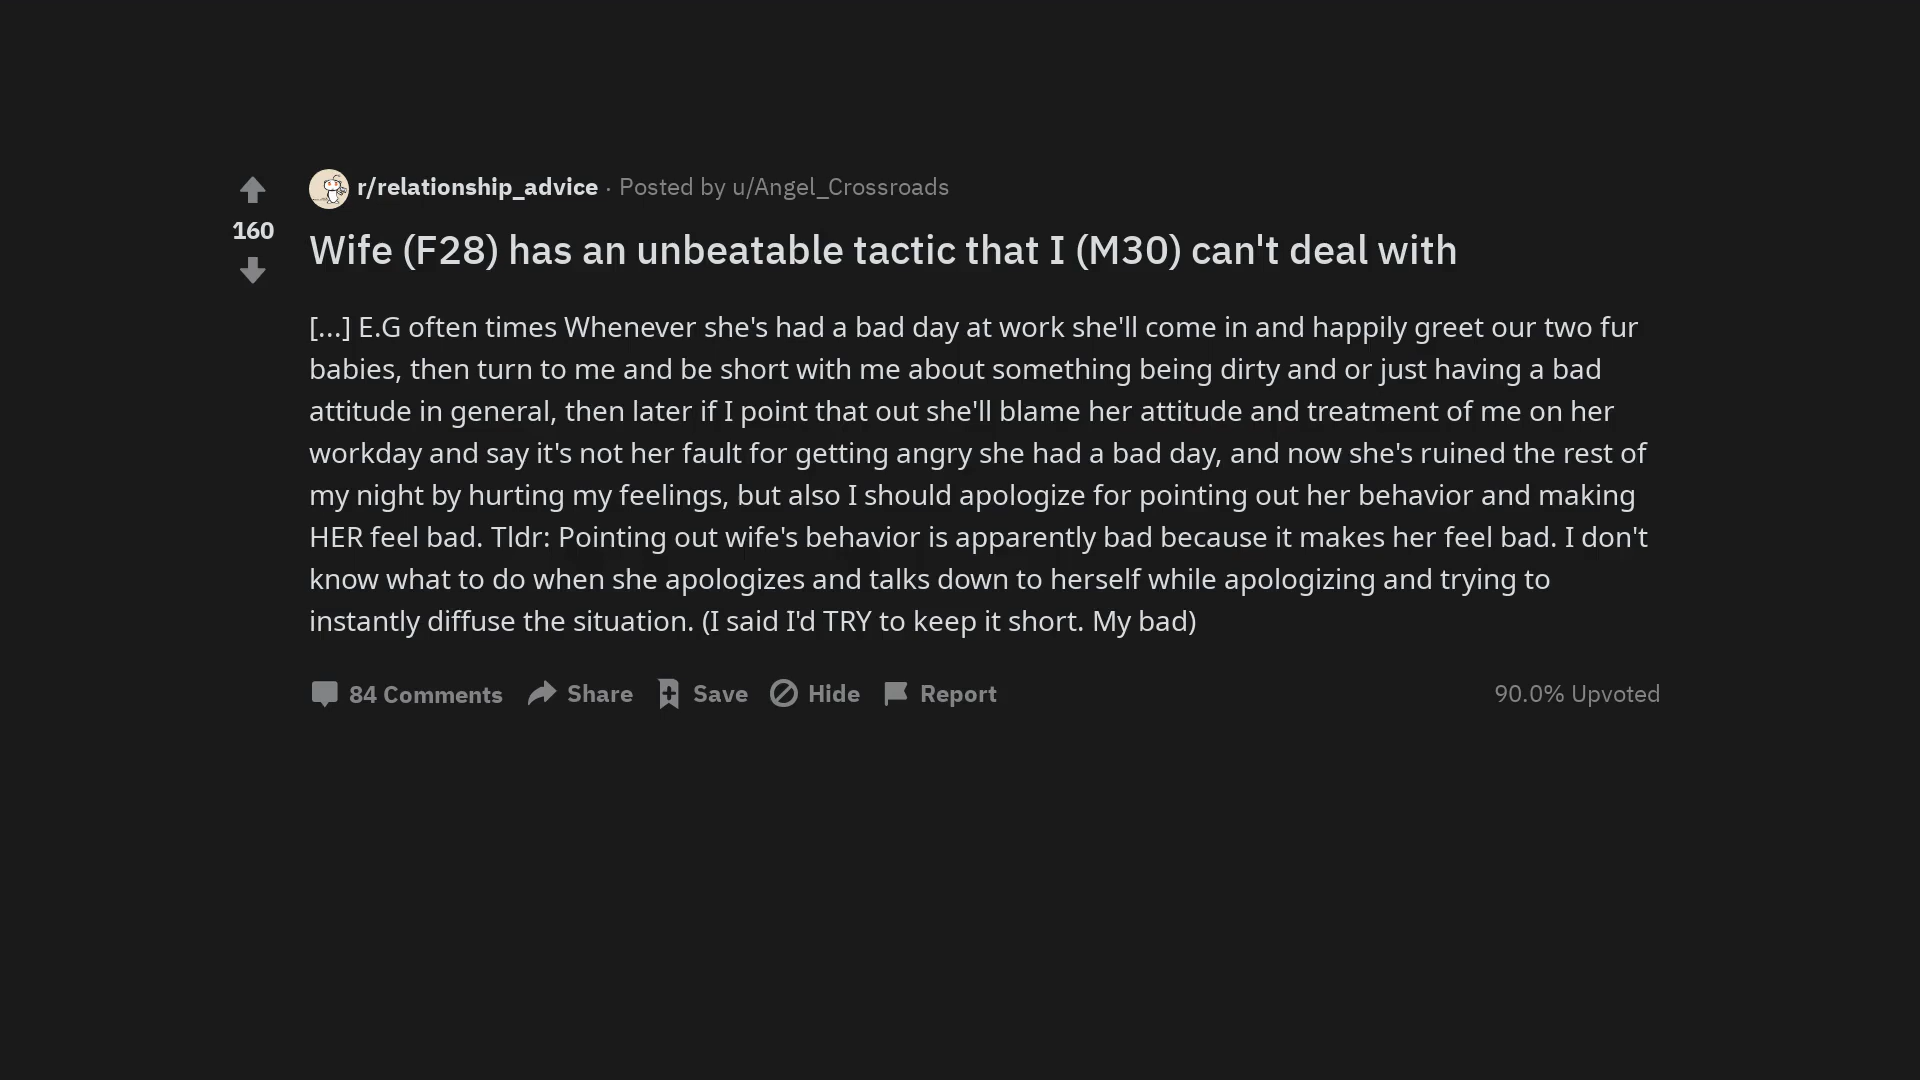 r/relationship_advice · Posted by u/Angel_Crossroads
160
Wife (F28) has an unbeatable tactic that I (M30) can't deal with
[...] E.G often times Whenever she's had a bad day at work she'll come in and happily greet our two fur
babies, then turn to me and be short with me about something being dirty and or just having a bad
attitude in general, then later if I point that out she'll blame her attitude and treatment of me on her
workday and say it's not her fault for getting angry she had a bad day, and now she's ruined the rest of
my night by hurting my feelings, but also I should apologize for pointing out her behavior and making
HER feel bad. Tldr: Pointing out wife's behavior is apparently bad because it makes her feel bad. I don't
know what to do when she apologizes and talks down to herself while apologizing and trying to
instantly diffuse the situation. (I said I'd TRY to keep it short. My bad)
84 Comments Share Save Hide Report 90.0% Upvoted